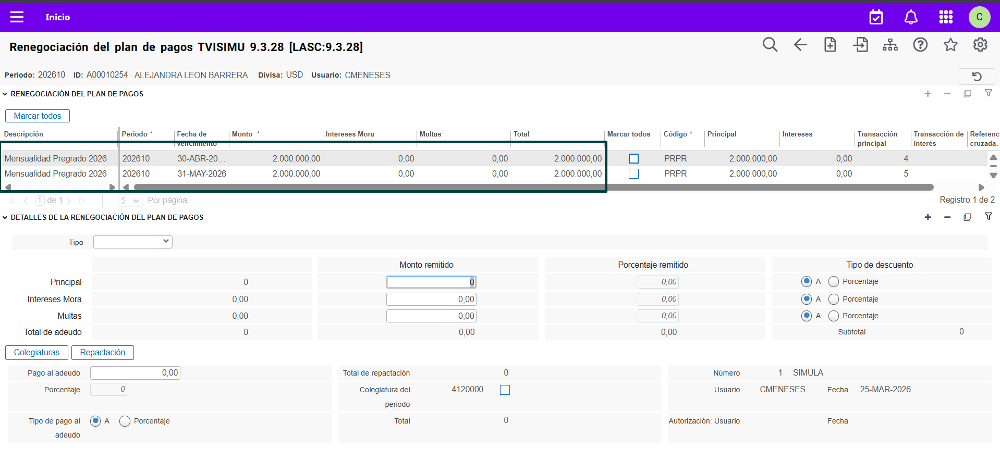 Inicio
C
Renegociación del plan de pagos TVISIMU 9.3.28 [LASC:9.3.28]
Periodo: 202610 ID: A00010254 ALEJANDRA LEON BARRERA Divisa: USD Usuario: CMENESES
RENEGOCIACIÓN DEL PLAN DE PAGOS
Marcar todos
Descripción Periodo * Fecha de vencimiento Monto * Intereses Mora Multas Total Marcar todos Código * Principal Intereses Transacción principal Transacción de interés Referenc cruzada.
Mensualidad Pregrado 2026 202610 30-ABR-20... 2.000.000,00 0,00 0,00 2.000.000,00 PRPR 2.000.000,00 0,00 4
Mensualidad Pregrado 2026 202610 31-MAY-2026 2.000.000,00 0,00 0,00 2.000.000,00 PRPR 2.000.000,00 0,00 5
1 de 1 5 Por página Registro 1 de 2
DETALLES DE LA RENEGOCIACIÓN DEL PLAN DE PAGOS
Tipo
Monto remitido Porcentaje remitido Tipo de descuento
Principal 0 0 0,00 A Porcentaje
Intereses Mora 0,00 0,00 0,00 A Porcentaje
Multas 0,00 0,00 0,00 A Porcentaje
Total de adeudo 0 0,00 0,00 Subtotal 0
Colegiaturas Repactación
Pago al adeudo 0,00 Total de repactación 0 Número 1 SIMULA
Porcentaje 0 Colegiatura del periodo 4120000 Usuario CMENESES Fecha 25-MAR-2026
Tipo de pago al adeudo A Porcentaje Total 0 Autorización: Usuario Fecha